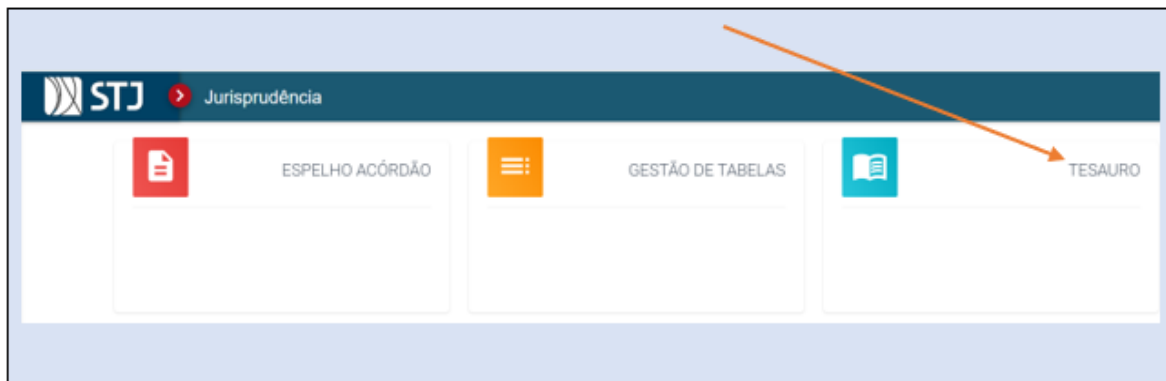 STJ Jurisprudência
ESPELHO ACÓRDÃO
GESTÃO DE TABELAS
TESAURO